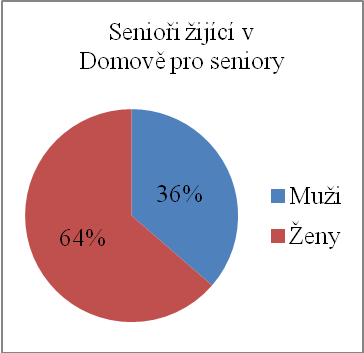 Senioři žijící v
Domově pro seniory
36%
Muži
64%
Ženy